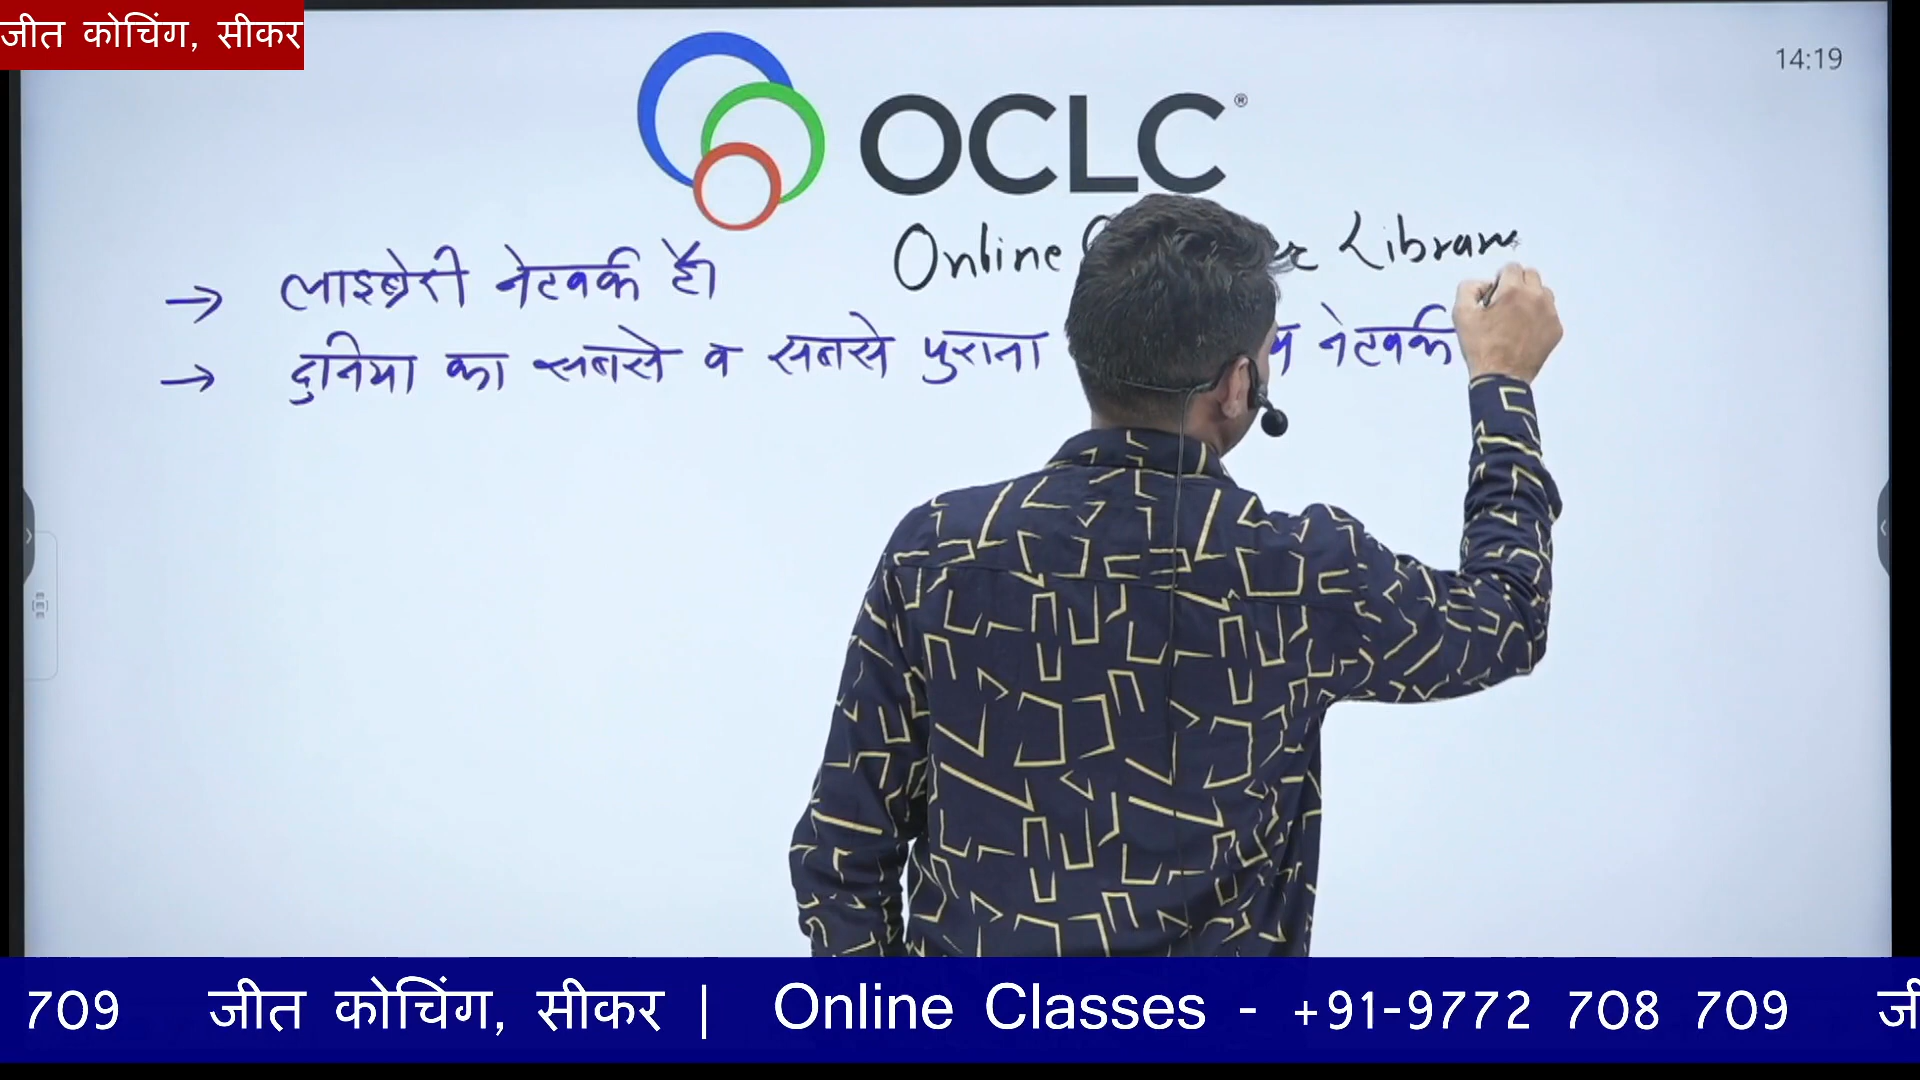 जीत कोचिंग, सीकर
14:19
OCLC®
Online Library
→ लाइब्रेरी नेटवर्क है।
→ दुनिया का सबसे व सबसे पुराना नेटवर्क
709 जीत कोचिंग, सीकर | Online Classes - +91-9772 708 709 जी